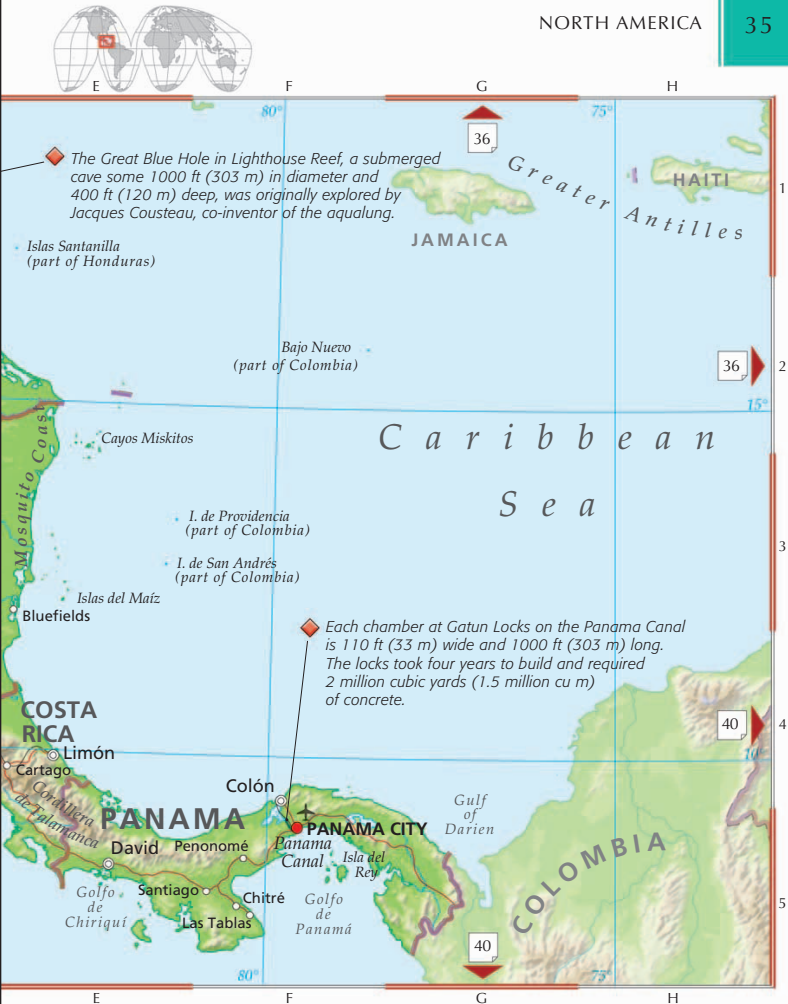 NORTH AMERICA 35
E F G H
80° 75°
36
The Great Blue Hole in Lighthouse Reef, a submerged
cave some 1000 ft (303 m) in diameter and
400 ft (120 m) deep, was originally explored by
Jacques Cousteau, co-inventor of the aqualung.
Greater Antilles
HAITI
1
JAMAICA
Islas Santanilla
(part of Honduras)
Bajo Nuevo
(part of Colombia)
36
2
15°
Mosquito Coast
Cayos Miskitos
Caribbean
Sea
I. de Providencia
(part of Colombia)
3
I. de San Andrés
(part of Colombia)
Islas del Maíz
Bluefields
Each chamber at Gatun Locks on the Panama Canal
is 110 ft (33 m) wide and 1000 ft (303 m) long.
The locks took four years to build and required
2 million cubic yards (1.5 million cu m)
of concrete.
COSTA
RICA
40
4
10°
Limón
Cartago
Cordillera
de Talamanca
Colón
PANAMA
PANAMA CITY
Gulf
of
Darien
David
Penonomé
Panama
Canal
Isla del
Rey
COLOMBIA
Golfo
de
Chiriquí
Santiago
Chitré
Las Tablas
Golfo
de
Panamá
5
40
80° 75°
E F G H